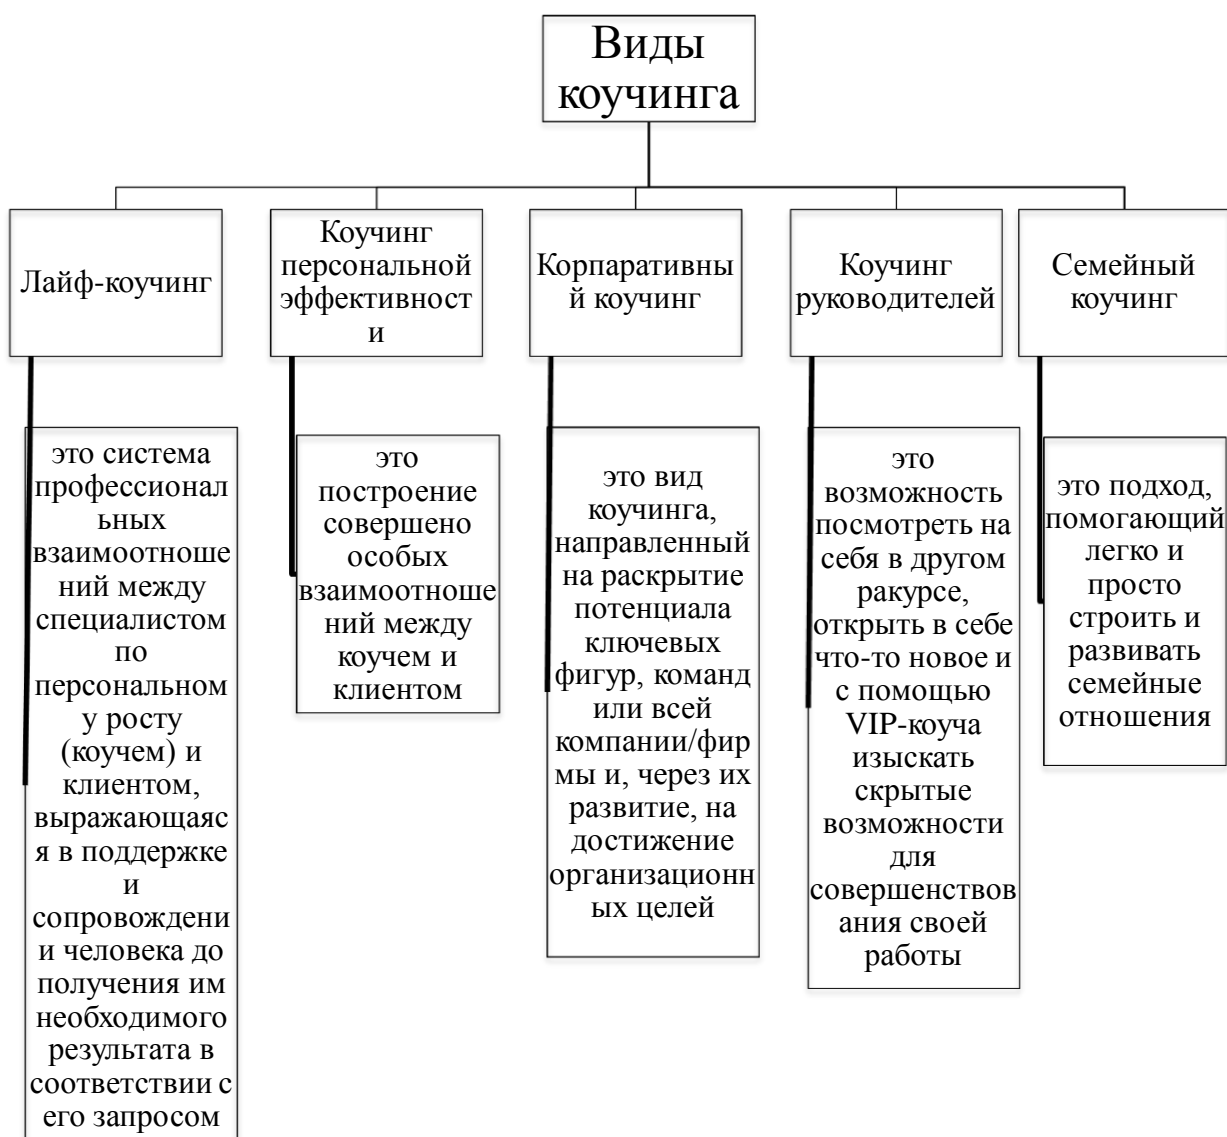 Виды
коучинга
Лайф-коучинг
Коучинг
персональной
эффективност
и
Корпаративны
й коучинг
Коучинг
руководителей
Семейный
коучинг
это система
профессионал
ьных
взаимоотноше
ний между
специалистом
по
персональном
у росту
(коучем) и
клиентом,
выражающаяс
я в поддержке
и
сопровождени
и человека до
получения им
необходимого
результата в
соответствии с
его запросом
это
построение
совершено
особых
взаимоотноше
ний между
коучем и
клиентом
это вид
коучинга,
направленный
на раскрытие
потенциала
ключевых
фигур, команд
или всей
компании/фир
мы и, через их
развитие, на
достижение
организационн
ых целей
это
возможность
посмотреть на
себя в другом
ракурсе,
открыть в себе
что-то новое и
с помощью
VIP-коуча
изыскать
скрытые
возможности
для
совершенствов
ания своей
работы
это подход,
помогающий
легко и
просто
строить и
развивать
семейные
отношения